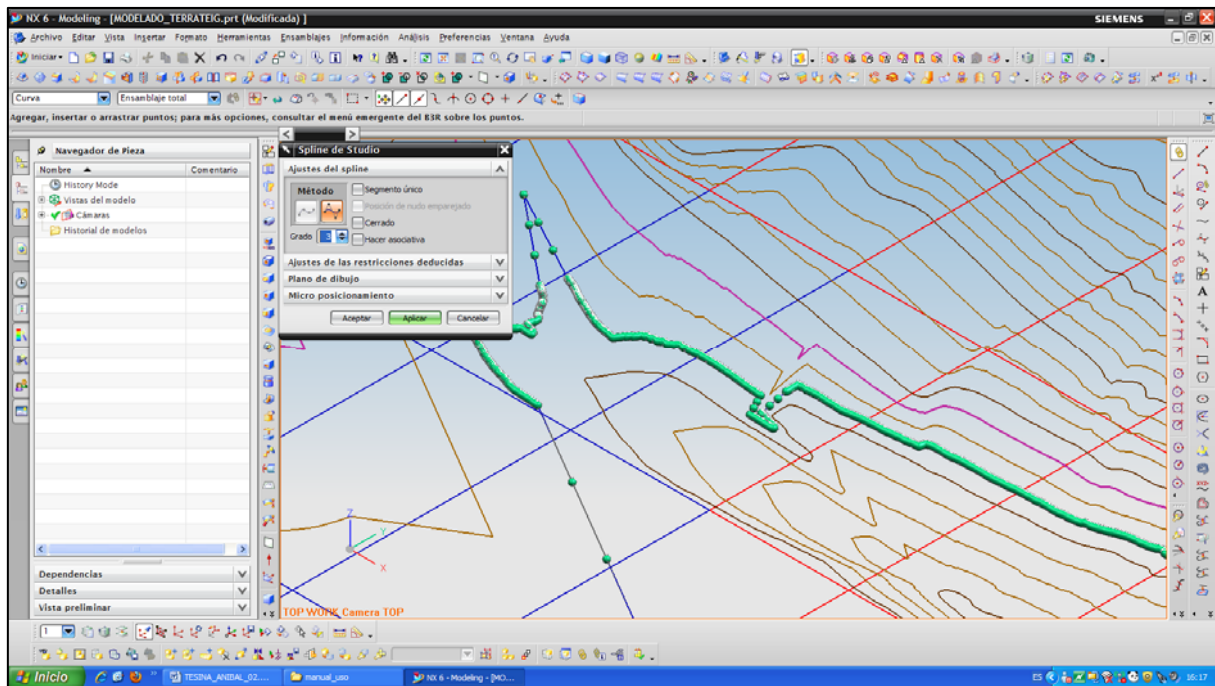 NX 6 - Modeling - [MODELADO_TERRATEIG.prt (Modificada) ]
SIEMENS
Archivo Editar Vista Insertar Formato Herramientas Ensamblajes Información Análisis Preferencias Ventana Ayuda
Iniciar
Curva
Ensamblaje total
Agregar, insertar o arrastrar puntos; para más opciones, consultar el menú emergente del B3R sobre los puntos.
Navegador de Pieza
Nombre
Comentario
History Mode
Vistas del modelo
Cámaras
Historial de modelos
Dependencias
Detalles
Vista preliminar
Spline de Studio
Ajustes del spline
Método
Segmento único
Posición de nudo emparejado
Cerrado
Grado 3
Hacer asociativa
Ajustes de las restricciones deducidas
Plano de dibujo
Micro posicionamiento
Aceptar
Aplicar
Cancelar
Z
Y
X
TOP WORK Camera TOP
A
1
Inicio
TESINA_ANIBAL_02....
manual_uso
NX 6 - Modeling - [MO...
ES
16:17